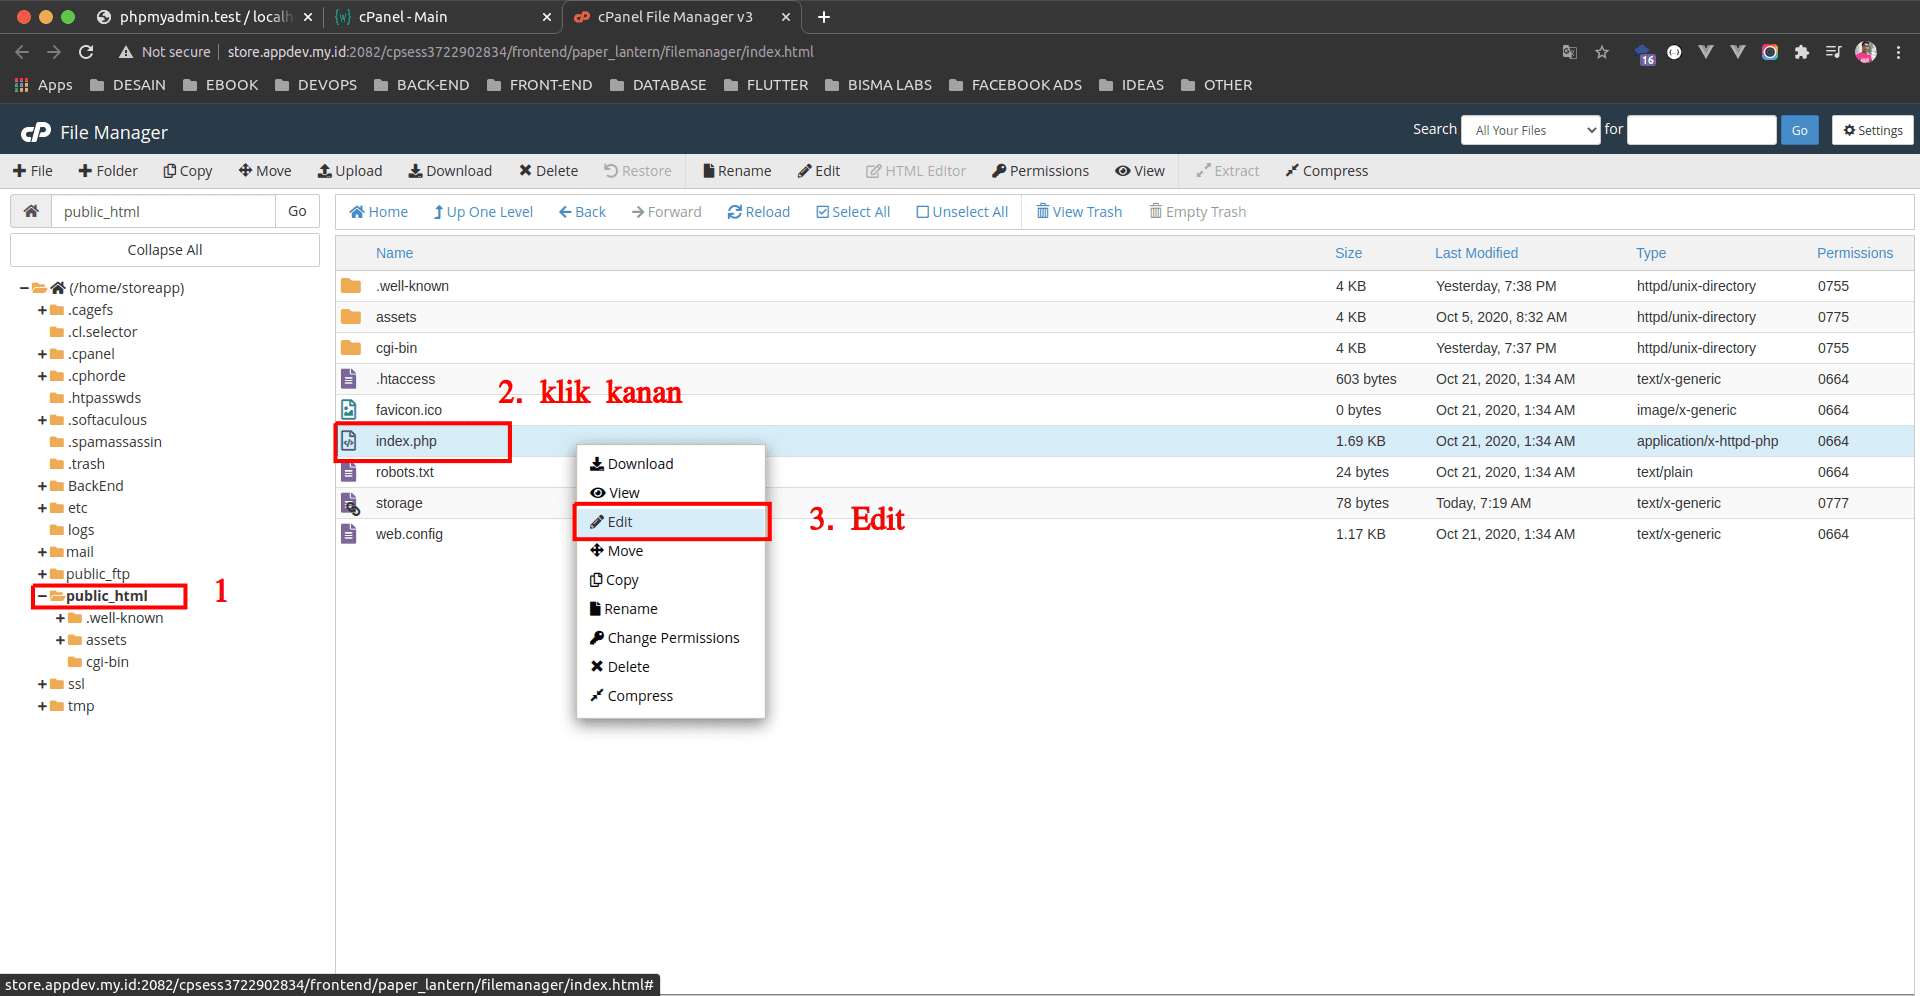 phpmyadmin.test / localh
cPanel - Main
cPanel File Manager v3
Not secure
store.appdev.my.id:2082/cpsess3722902834/frontend/paper_lantern/filemanager/index.html
16
Apps
DESAIN
EBOOK
DEVOPS
BACK-END
FRONT-END
DATABASE
FLUTTER
BISMA LABS
FACEBOOK ADS
IDEAS
OTHER
cP File Manager
Search
All Your Files
for
Go
Settings
File
Folder
Copy
Move
Upload
Download
Delete
Restore
Rename
Edit
HTML Editor
Permissions
View
Extract
Compress
public_html
Go
Collapse All
(/home/storeapp)
.cagefs
.cl.selector
.cpanel
.cphorde
.htpasswds
.softaculous
.spamassassin
.trash
BackEnd
etc
logs
mail
public_ftp
public_html
1
.well-known
assets
cgi-bin
ssl
tmp
Home
Up One Level
Back
Forward
Reload
Select All
Unselect All
View Trash
Empty Trash
Name Size Last Modified Type Permissions
.well-known 4 KB Yesterday, 7:38 PM httpd/unix-directory 0755
assets 4 KB Oct 5, 2020, 8:32 AM httpd/unix-directory 0775
cgi-bin 4 KB Yesterday, 7:37 PM httpd/unix-directory 0755
.htaccess 603 bytes Oct 21, 2020, 1:34 AM text/x-generic 0664
2. klik kanan
favicon.ico 0 bytes Oct 21, 2020, 1:34 AM image/x-generic 0664
index.php 1.69 KB Oct 21, 2020, 1:34 AM application/x-httpd-php 0664
robots.txt 24 bytes Oct 21, 2020, 1:34 AM text/plain 0664
storage 78 bytes Today, 7:19 AM text/x-generic 0777
web.config 1.17 KB Oct 21, 2020, 1:34 AM text/x-generic 0664
Download
View
Edit
3. Edit
Move
Copy
Rename
Change Permissions
Delete
Compress
store.appdev.my.id:2082/cpsess3722902834/frontend/paper_lantern/filemanager/index.html#